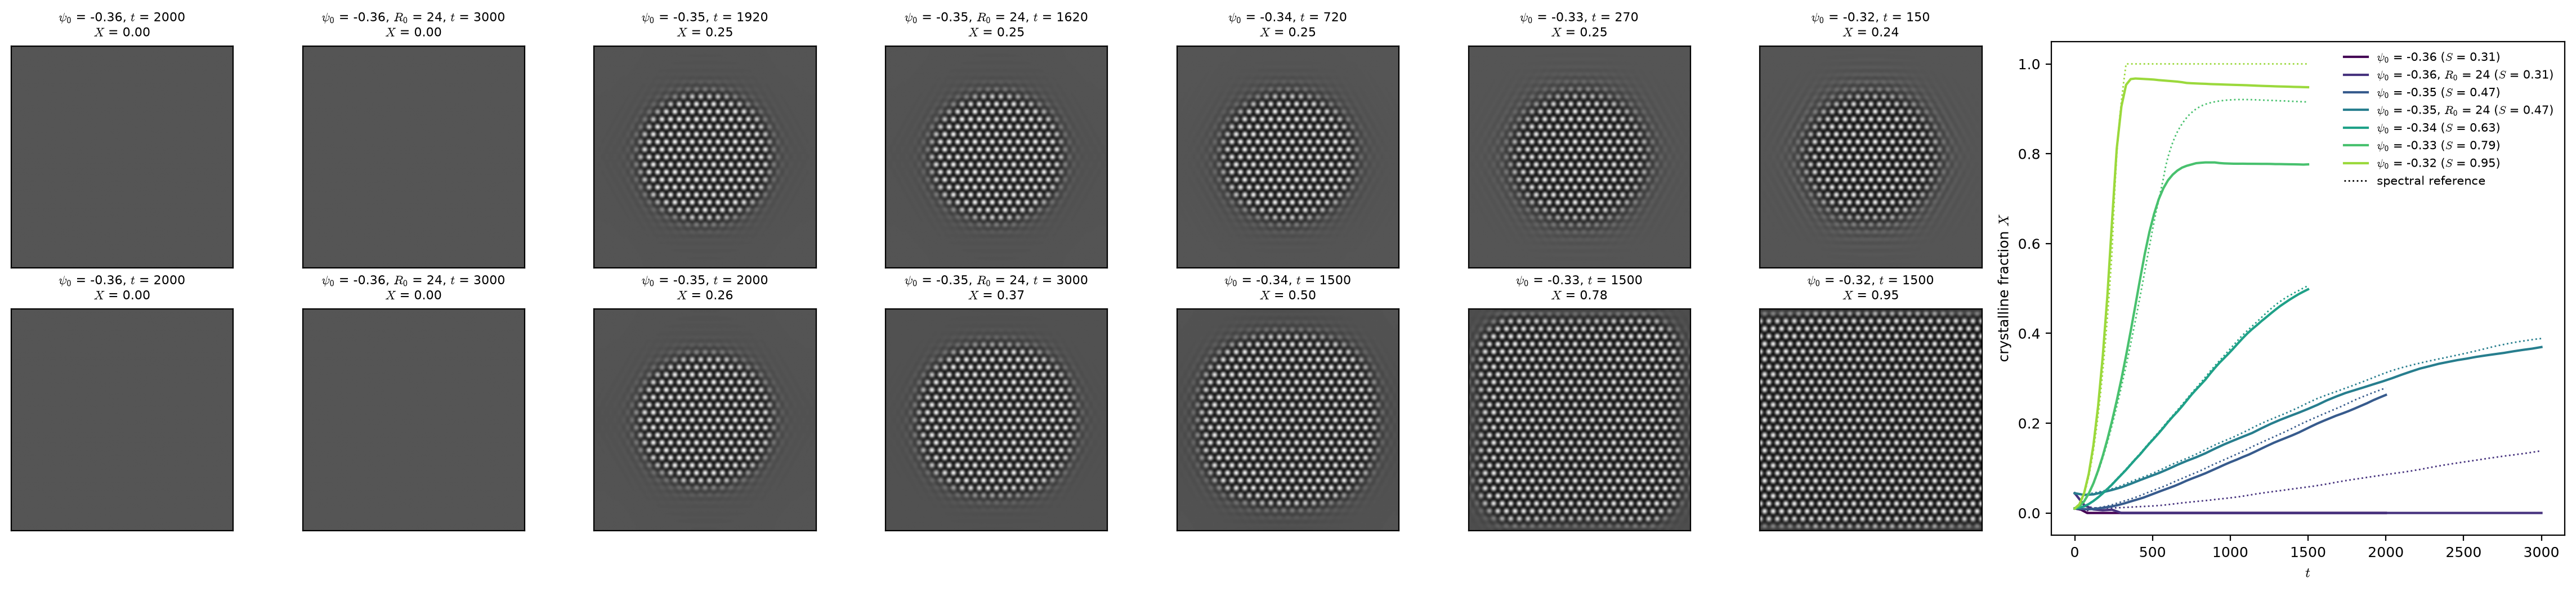 ψ₀ = -0.36, t = 2000
X = 0.00
ψ₀ = -0.36, R₀ = 24, t = 3000
X = 0.00
ψ₀ = -0.35, t = 1920
X = 0.25
ψ₀ = -0.35, R₀ = 24, t = 1620
X = 0.25
ψ₀ = -0.34, t = 720
X = 0.25
ψ₀ = -0.33, t = 270
X = 0.25
ψ₀ = -0.32, t = 150
X = 0.24
ψ₀ = -0.36, t = 2000
X = 0.00
ψ₀ = -0.36, R₀ = 24, t = 3000
X = 0.00
ψ₀ = -0.35, t = 2000
X = 0.26
ψ₀ = -0.35, R₀ = 24, t = 3000
X = 0.37
ψ₀ = -0.34, t = 1500
X = 0.50
ψ₀ = -0.33, t = 1500
X = 0.78
ψ₀ = -0.32, t = 1500
X = 0.95
crystalline fraction X
1.0
0.8
0.6
0.4
0.2
0.0
0 500 1000 1500 2000 2500 3000
t
ψ₀ = -0.36 (S = 0.31)
ψ₀ = -0.36, R₀ = 24 (S = 0.31)
ψ₀ = -0.35 (S = 0.47)
ψ₀ = -0.35, R₀ = 24 (S = 0.47)
ψ₀ = -0.34 (S = 0.63)
ψ₀ = -0.33 (S = 0.79)
ψ₀ = -0.32 (S = 0.95)
spectral reference